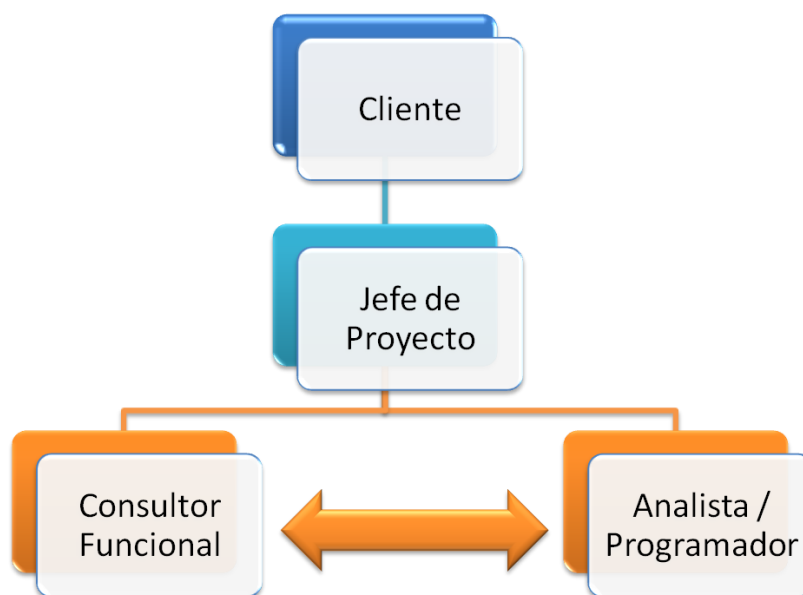 Cliente
Jefe de
Proyecto
Consultor
Funcional
Analista /
Programador